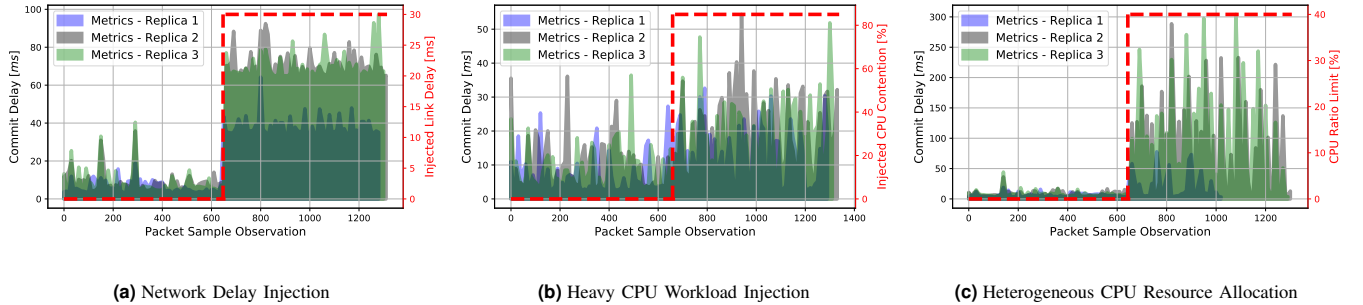 Metrics - Replica 1
Metrics - Replica 2
Metrics - Replica 3
Commit Delay [ms]
100
80
60
40
20
0
0 200 400 600 800 1000 1200
Packet Sample Observation
30
25
20
15
10
5
0
Injected Link Delay [ms]
(a) Network Delay Injection
Metrics - Replica 1
Metrics - Replica 2
Metrics - Replica 3
Commit Delay [ms]
50
40
30
20
10
0
0 200 400 600 800 1000 1200 1400
Packet Sample Observation
80
60
40
20
0
Injected CPU Contention [%]
(b) Heavy CPU Workload Injection
Metrics - Replica 1
Metrics - Replica 2
Metrics - Replica 3
Commit Delay [ms]
300
250
200
150
100
50
0
0 200 400 600 800 1000 1200
Packet Sample Observation
40
30
20
10
0
CPU Ratio Limit [%]
(c) Heterogeneous CPU Resource Allocation